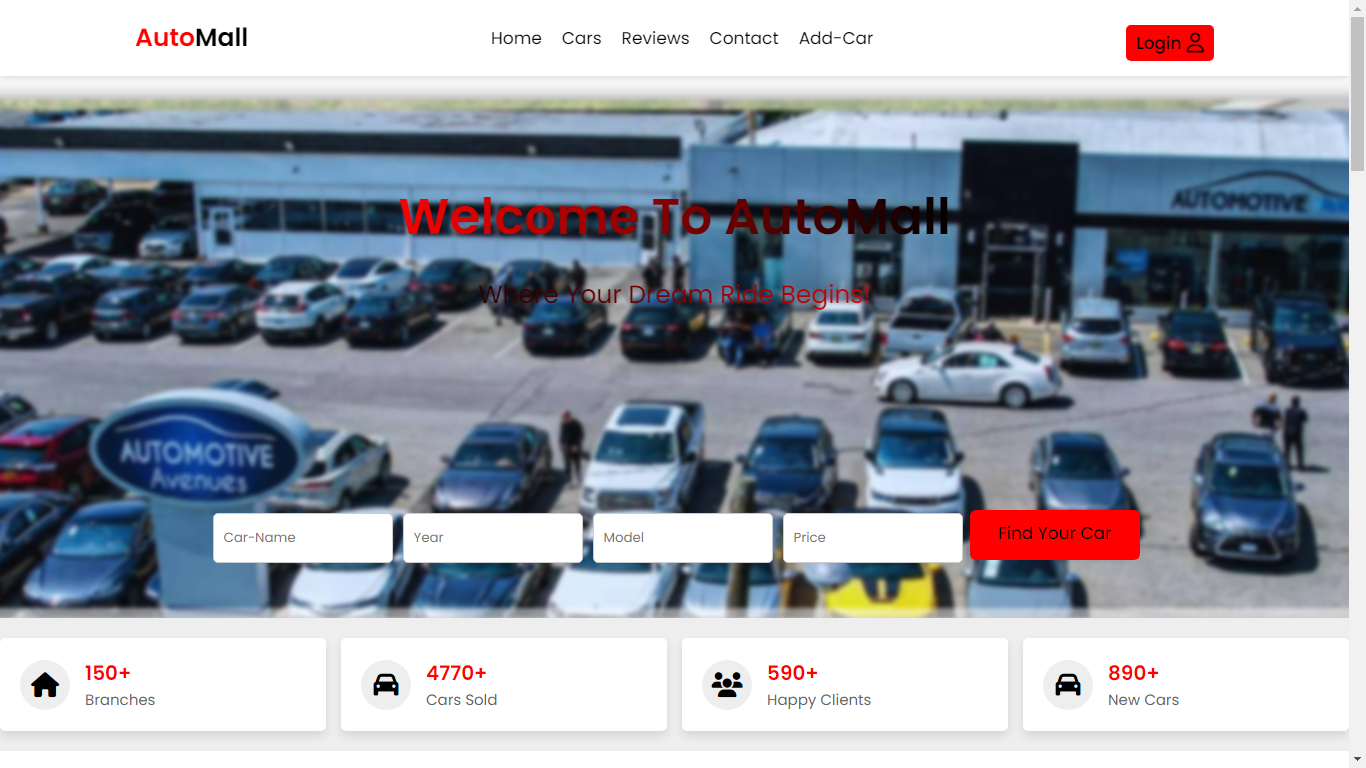 AutoMall
Home Cars Reviews Contact Add-Car
Login
AUTOMOTIVE
Welcome To AutoMall
Where Your Dream Ride Begins!
AUTOMOTIVE
Avenues
Car-Name Year Model Price Find Your Car
150+
Branches
4770+
Cars Sold
590+
Happy Clients
890+
New Cars